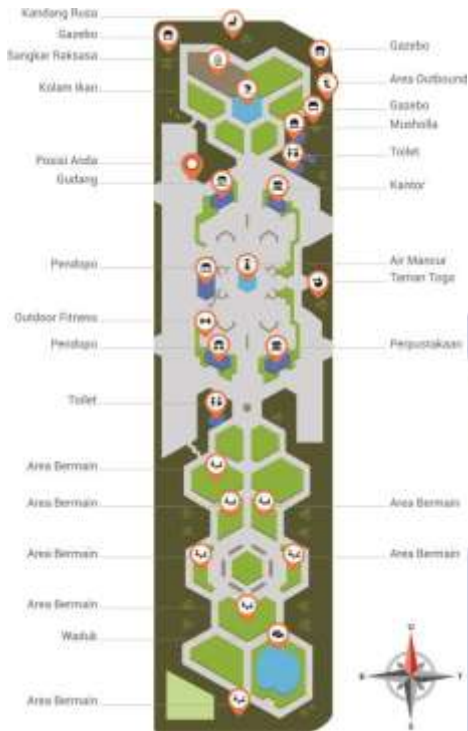 Kandang Rusa
Gazebo
Sangkar Raksasa
Kolam Ikan
Posisi Anda
Gudang
Pendopo
Outdoor Fitness
Pendopo
Toilet
Area Bermain
Area Bermain
Area Bermain
Area Bermain
Waduk
Area Bermain
Gazebo
Area Outbound
Gazebo
Musholla
Toilet
Kantor
Air Mancur
Taman Toga
Perpustakaan
Area Bermain
Area Bermain
U
B
T
S